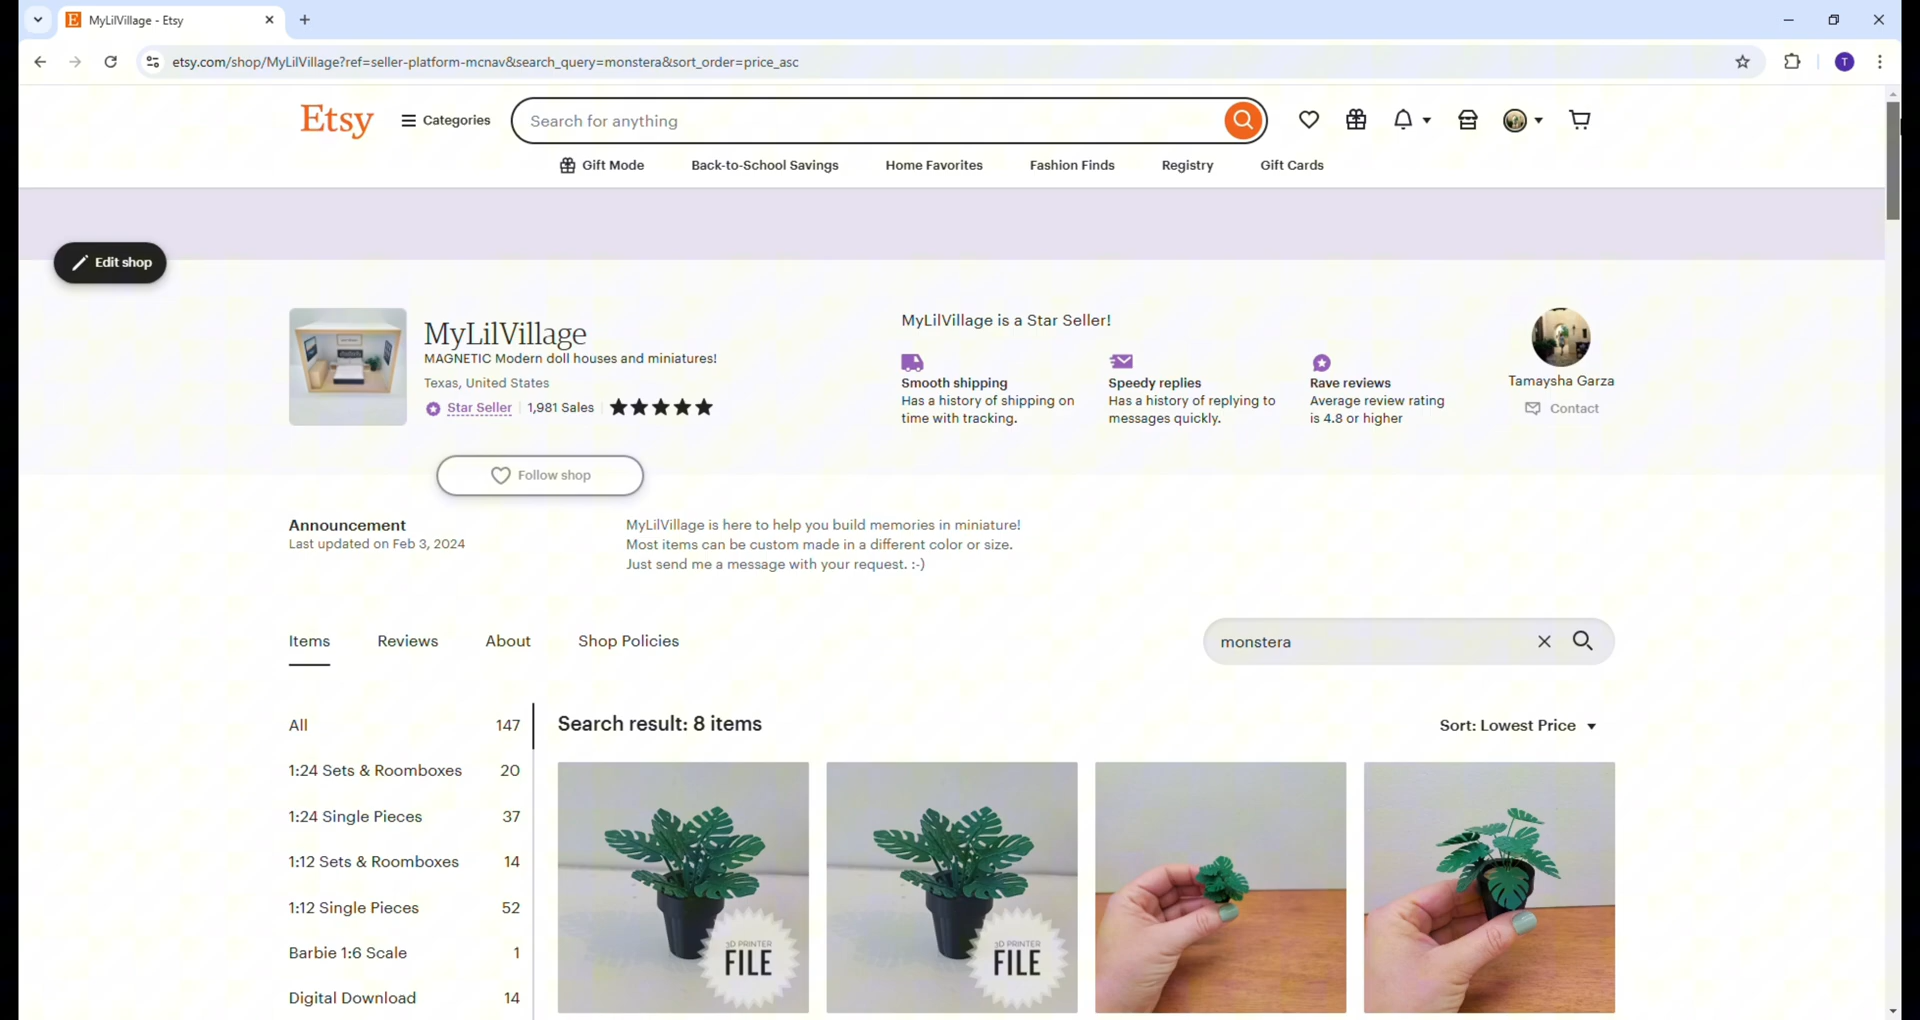 MyLilVillage - Etsy
etsy.com/shop/MyLilVillage?ref=seller-platform-mcnav&search_query=monstera&sort_order=price_asc
T
Etsy
Categories
Search for anything
Gift Mode
Back-to-School Savings
Home Favorites
Fashion Finds
Registry
Gift Cards
Edit shop
MyLilVillage
MAGNETIC Modern doll houses and miniatures!
Texas, United States
Star Seller
1,981 Sales
MyLilVillage is a Star Seller!
Smooth shipping
Has a history of shipping on
time with tracking.
Speedy replies
Has a history of replying to
messages quickly.
Rave reviews
Average review rating
is 4.8 or higher
Tamaysha Garza
Contact
Follow shop
Announcement
Last updated on Feb 3, 2024
MyLilVillage is here to help you build memories in miniature!
Most items can be custom made in a different color or size.
Just send me a message with your request. :-)
Items
Reviews
About
Shop Policies
monstera
All 147
1:24 Sets & Roomboxes 20
1:24 Single Pieces 37
1:12 Sets & Roomboxes 14
1:12 Single Pieces 52
Barbie 1:6 Scale 1
Digital Download 14
Search result: 8 items
Sort: Lowest Price
3D PRINTER
FILE
3D PRINTER
FILE